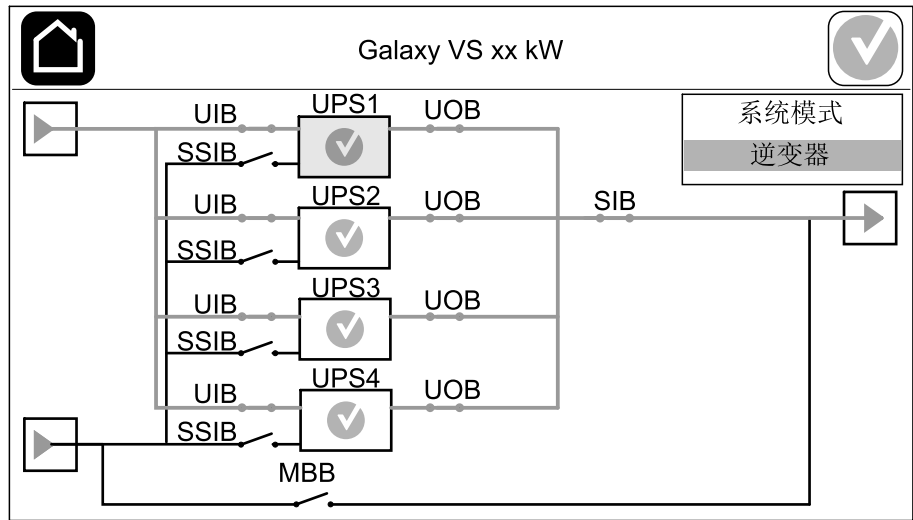 Galaxy VS xx kW
系统模式
逆变器
UIB UPS1 UOB
SSIB
UIB UPS2 UOB SIB
SSIB
UIB UPS3 UOB
SSIB
UIB UPS4 UOB
SSIB
MBB